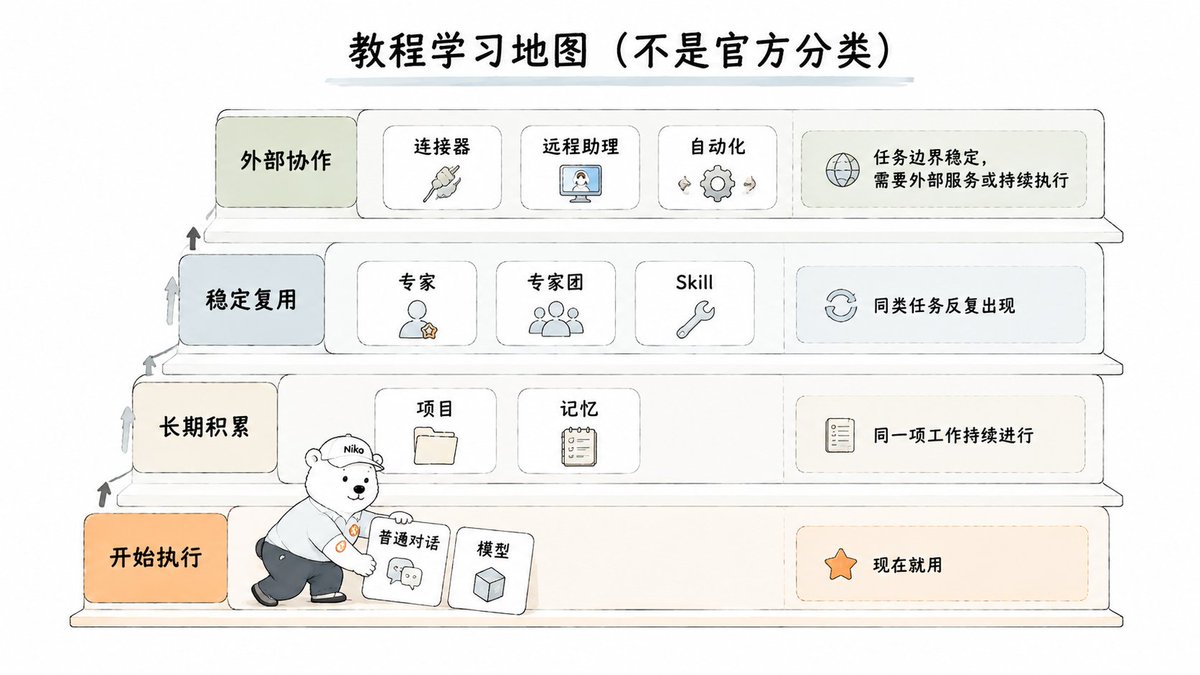 教程学习地图（不是官方分类）
外部协作
连接器
远程助理
自动化
任务边界稳定，
需要外部服务或持续执行
稳定复用
专家
专家团
Skill
同类任务反复出现
长期积累
项目
记忆
同一项工作持续进行
Niko
开始执行
普通对话
模型
现在就用